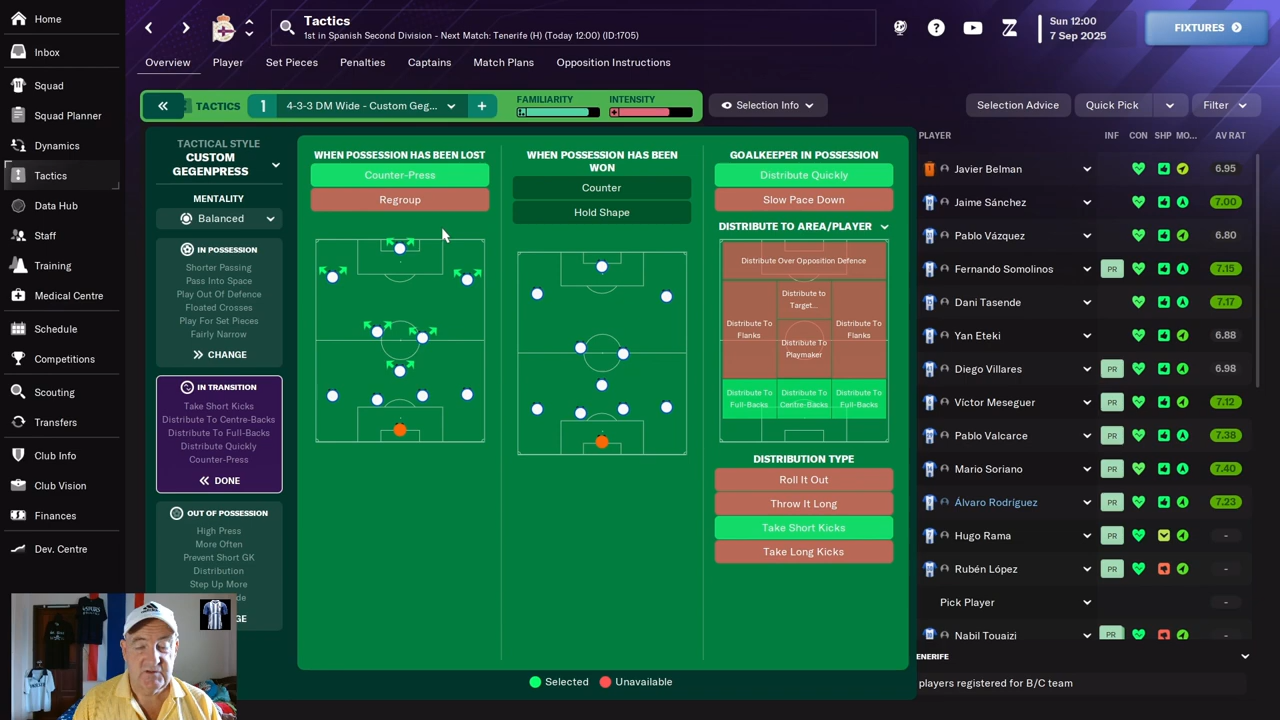 Home
Inbox
Squad
Squad Planner
Dynamics
Tactics
Data Hub
Staff
Training
Medical Centre
Schedule
Competitions
Scouting
Transfers
Club Info
Club Vision
Finances
Dev. Centre
Tactics
1st in Spanish Second Division - Next Match: Tenerife (H) (Today 12:00) (ID:1705)
Sun 12:00
7 Sep 2025
FIXTURES
Overview
Player
Set Pieces
Penalties
Captains
Match Plans
Opposition Instructions
TACTICS
1
4-3-3 DM Wide - Custom Geg...
FAMILIARITY
INTENSITY
Selection Info
Selection Advice
Quick Pick
Filter
TACTICAL STYLE
CUSTOM
GEGENPRESS
MENTALITY
Balanced
IN POSSESSION
Shorter Passing
Pass Into Space
Play Out Of Defence
Floated Crosses
Play For Set Pieces
Fairly Narrow
CHANGE
IN TRANSITION
Take Short Kicks
Distribute To Centre-Backs
Distribute To Full-Backs
Distribute Quickly
Counter-Press
DONE
OUT OF POSSESSION
High Press
More Often
Prevent Short GK
Distribution
Step Up More
WHEN POSSESSION HAS BEEN LOST
Counter-Press
Regroup
WHEN POSSESSION HAS BEEN
WON
Counter
Hold Shape
GOALKEEPER IN POSSESSION
Distribute Quickly
Slow Pace Down
DISTRIBUTE TO AREA/PLAYER
Distribute Over Opposition Defence
Distribute To
Flanks
Distribute to
Target...
Distribute To
Playmaker
Distribute To
Flanks
Distribute To
Full-Backs
Distribute To
Centre-Backs
Distribute To
Full-Backs
DISTRIBUTION TYPE
Roll It Out
Throw It Long
Take Short Kicks
Take Long Kicks
Selected
Unavailable
PLAYER INF CON SHP MO... AV RAT
Javier Belman 6.95
Jaime Sánchez 7.00
Pablo Vázquez 6.80
Fernando Somolinos PR 7.15
Dani Tasende 7.17
Yan Eteki 6.88
Diego Villares PR 6.98
Víctor Meseguer PR 7.12
Pablo Valcarce PR 7.38
Mario Soriano PR 7.40
Álvaro Rodríguez PR 7.23
Hugo Rama PR -
Rubén López PR -
Pick Player -
Nabil Touaizi PR -
ENERIFE
players registered for B/C team